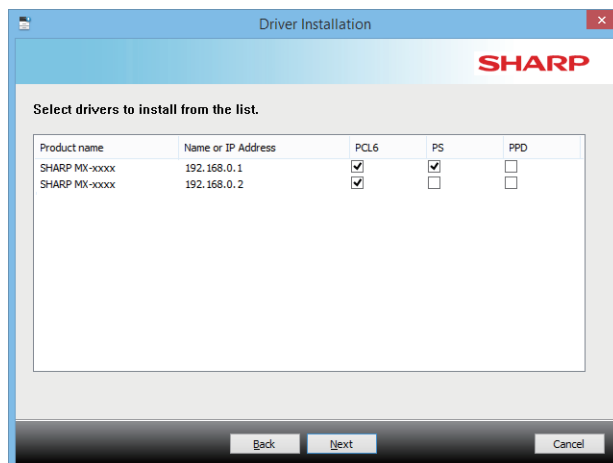 Driver Installation
SHARP
Select drivers to install from the list.
Product name Name or IP Address PCL6 PS PPD
SHARP MX-xxxx 192.168.0.1
SHARP MX-xxxx 192.168.0.2
Back Next Cancel